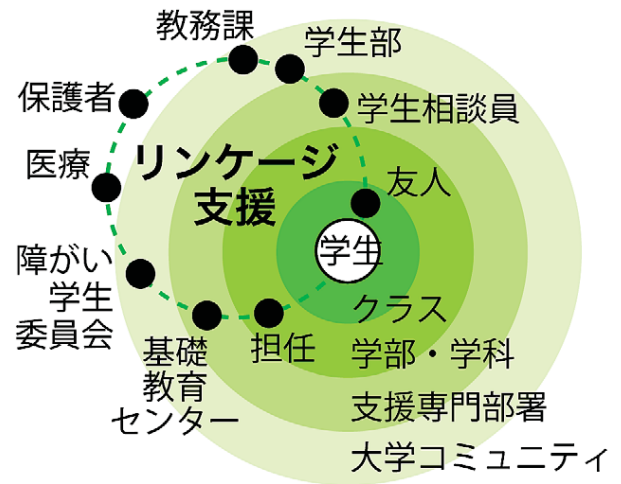 教務課
学生部
保護者
学生相談員
リンケージ
支援
医療
友人
学生
障がい
学生
委員会
クラス
基礎
教育
センター
担任
学部・学科
支援専門部署
大学コミュニティ